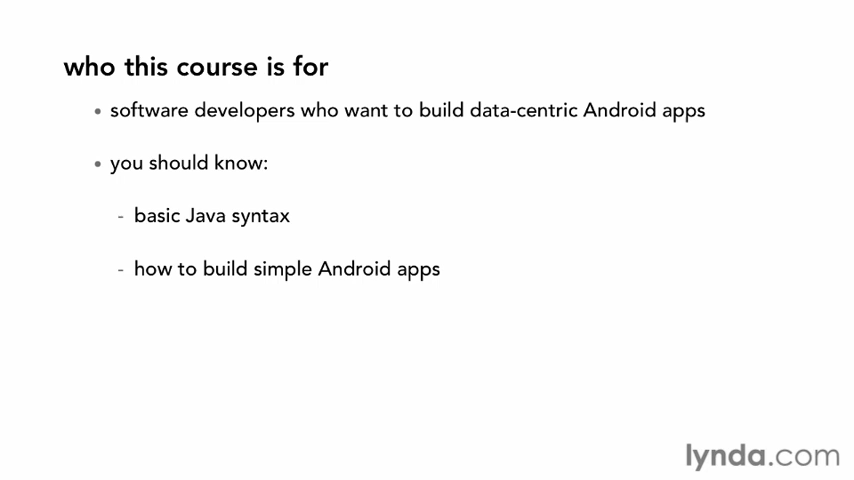 who this course is for
• software developers who want to build data-centric Android apps
• you should know:
- basic Java syntax
- how to build simple Android apps
lynda.com